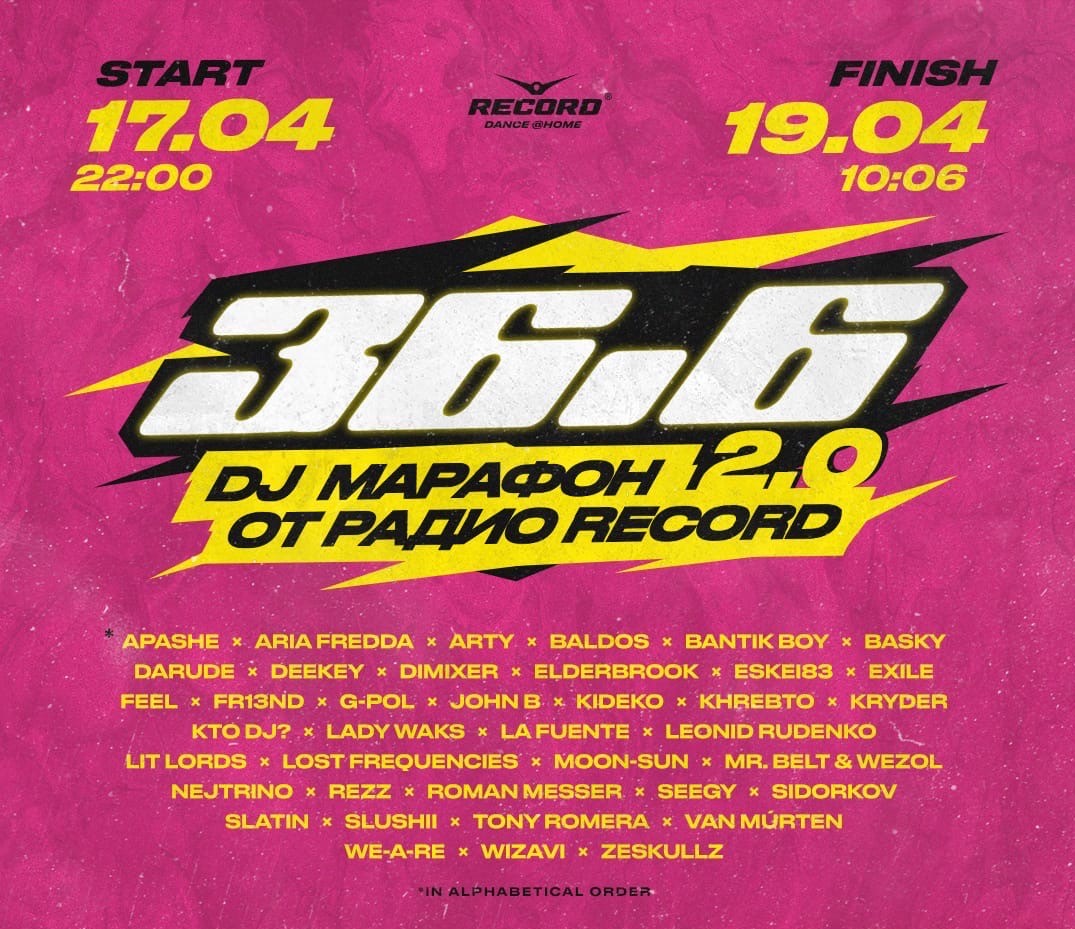 START
17.04
22:00
RECORD®
DANCE @HOME
FINISH
19.04
10:06
36.6
2.0
DJ МАРАФОН
ОТ РАДИО RECORD
* APASHE × ARIA FREDDA × ARTY × BALDOS × BANTIK BOY × BASKY
DARUDE × DEEKEY × DIMIXER × ELDERBROOK × ESKEI83 × EXILE
FEEL × FR13ND × G-POL × JOHN B × KIDEKO × KHREBTO × KRYDER
KTO DJ? × LADY WAKS × LA FUENTE × LEONID RUDENKO
LIT LORDS × LOST FREQUENCIES × MOON-SUN × MR. BELT & WEZOL
NEJTRINO × REZZ × ROMAN MESSER × SEEGY × SIDORKOV
SLATIN × SLUSHII × TONY ROMERA × VAN MÚRTEN
WE-A-RE × WIZAVI × ZESKULLZ
*IN ALPHABETICAL ORDER